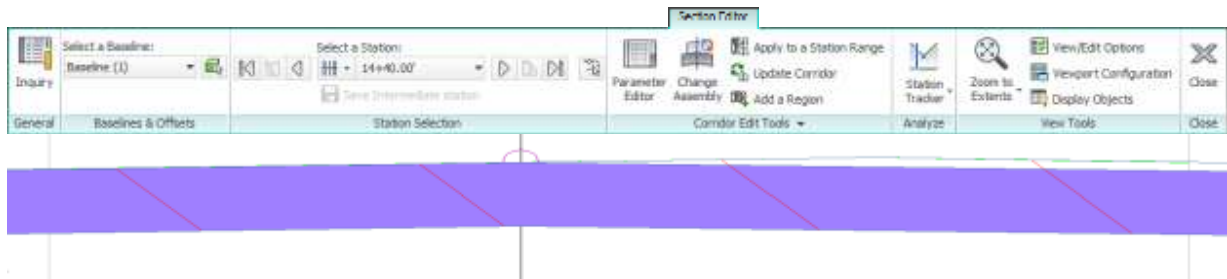 Section Editor
Inquiry
General
Select a Baseline:
Baseline (1)
Baselines & Offsets
Select a Station:
14+40.00'
Save Intermediate station
Station Selection
Parameter Editor
Change Assembly
Apply to a Station Range
Update Corridor
Add a Region
Corridor Edit Tools
Station Tracker
Analyze
Zoom to Extents
View/Edit Options
Viewport Configuration
Display Objects
View Tools
Close
Close